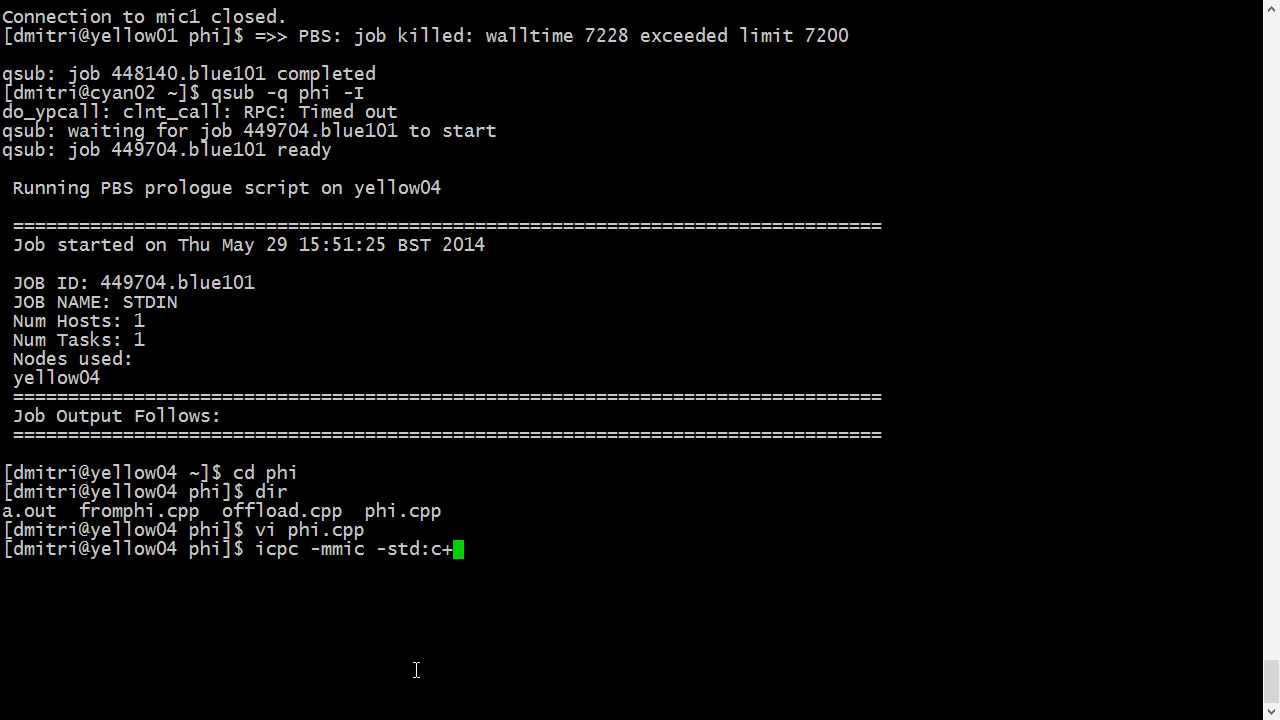 Connection to mic1 closed.
[dmitri@yellow01 phi]$ =>> PBS: job killed: walltime 7228 exceeded limit 7200
qsub: job 448140.blue101 completed
[dmitri@cyan02 ~]$ qsub -q phi -I
do_ypcall: clnt_call: RPC: Timed out
qsub: waiting for job 449704.blue101 to start
qsub: job 449704.blue101 ready
Running PBS prologue script on yellow04
================================================================================
Job started on Thu May 29 15:51:25 BST 2014
JOB ID: 449704.blue101
JOB NAME: STDIN
Num Hosts: 1
Num Tasks: 1
Nodes used:
yellow04
================================================================================
Job Output Follows:
================================================================================
[dmitri@yellow04 ~]$ cd phi
[dmitri@yellow04 phi]$ dir
a.out  fromphi.cpp  offload.cpp  phi.cpp
[dmitri@yellow04 phi]$ vi phi.cpp
[dmitri@yellow04 phi]$ icpc -mmic -std:c+